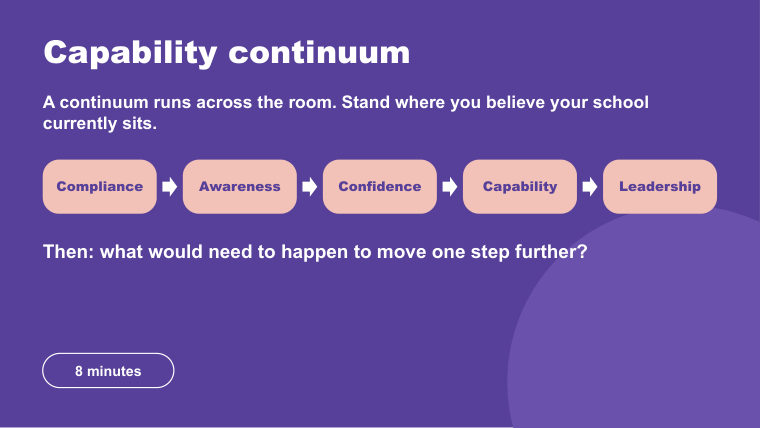 Capability continuum
A continuum runs across the room. Stand where you believe your school
currently sits.
Compliance
Awareness
Confidence
Capability
Leadership
Then: what would need to happen to move one step further?
8 minutes